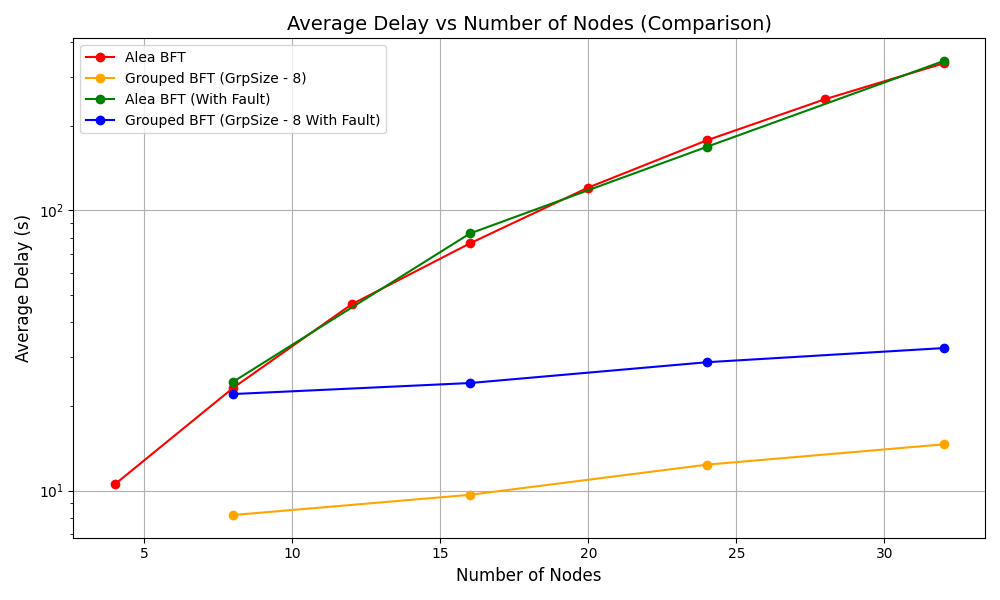 Average Delay vs Number of Nodes (Comparison)
Alea BFT
Grouped BFT (GrpSize - 8)
Alea BFT (With Fault)
Grouped BFT (GrpSize - 8 With Fault)
Average Delay (s)
10²
10¹
5 10 15 20 25 30
Number of Nodes